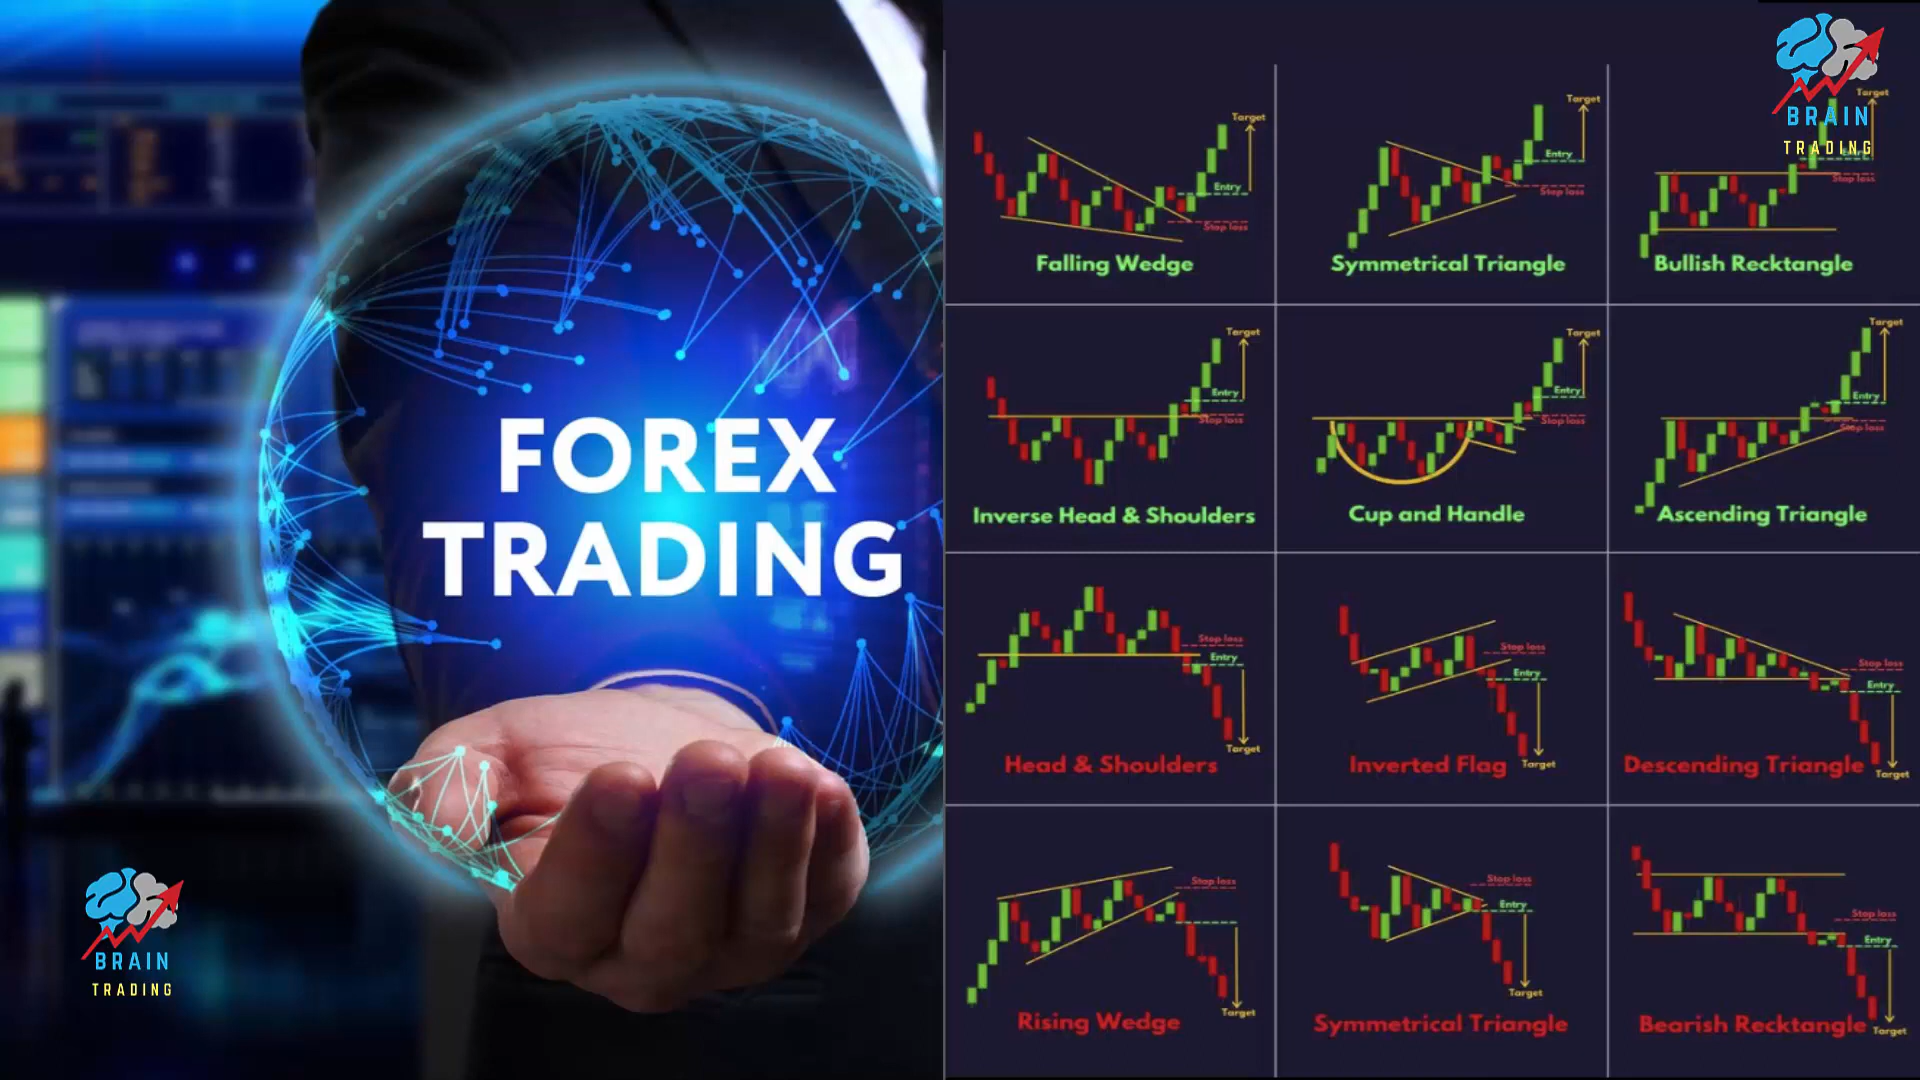 FOREX
TRADING
BRAIN
TRADING
BRAIN
TRADING
Target
Entry
Stop loss
Falling Wedge
Target
Entry
Stop loss
Symmetrical Triangle
Target
Entry
Stop loss
Bullish Recktangle
Target
Entry
Stop loss
Inverse Head & Shoulders
Target
Entry
Stop loss
Cup and Handle
Target
Entry
Stop loss
Ascending Triangle
Stop loss
Entry
Target
Head & Shoulders
Stop loss
Entry
Target
Inverted Flag
Stop loss
Entry
Target
Descending Triangle
Stop loss
Target
Rising Wedge
Stop loss
Entry
Target
Symmetrical Triangle
Stop loss
Entry
Target
Bearish Recktangle